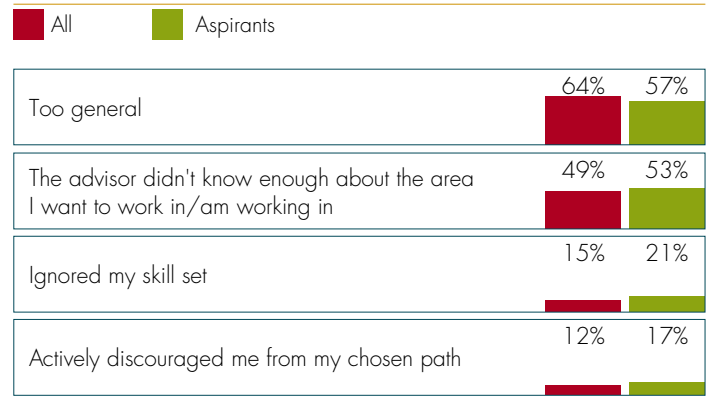 All Aspirants
Too general 64% 57%
The advisor didn't know enough about the area
I want to work in/am working in 49% 53%
Ignored my skill set 15% 21%
Actively discouraged me from my chosen path 12% 17%